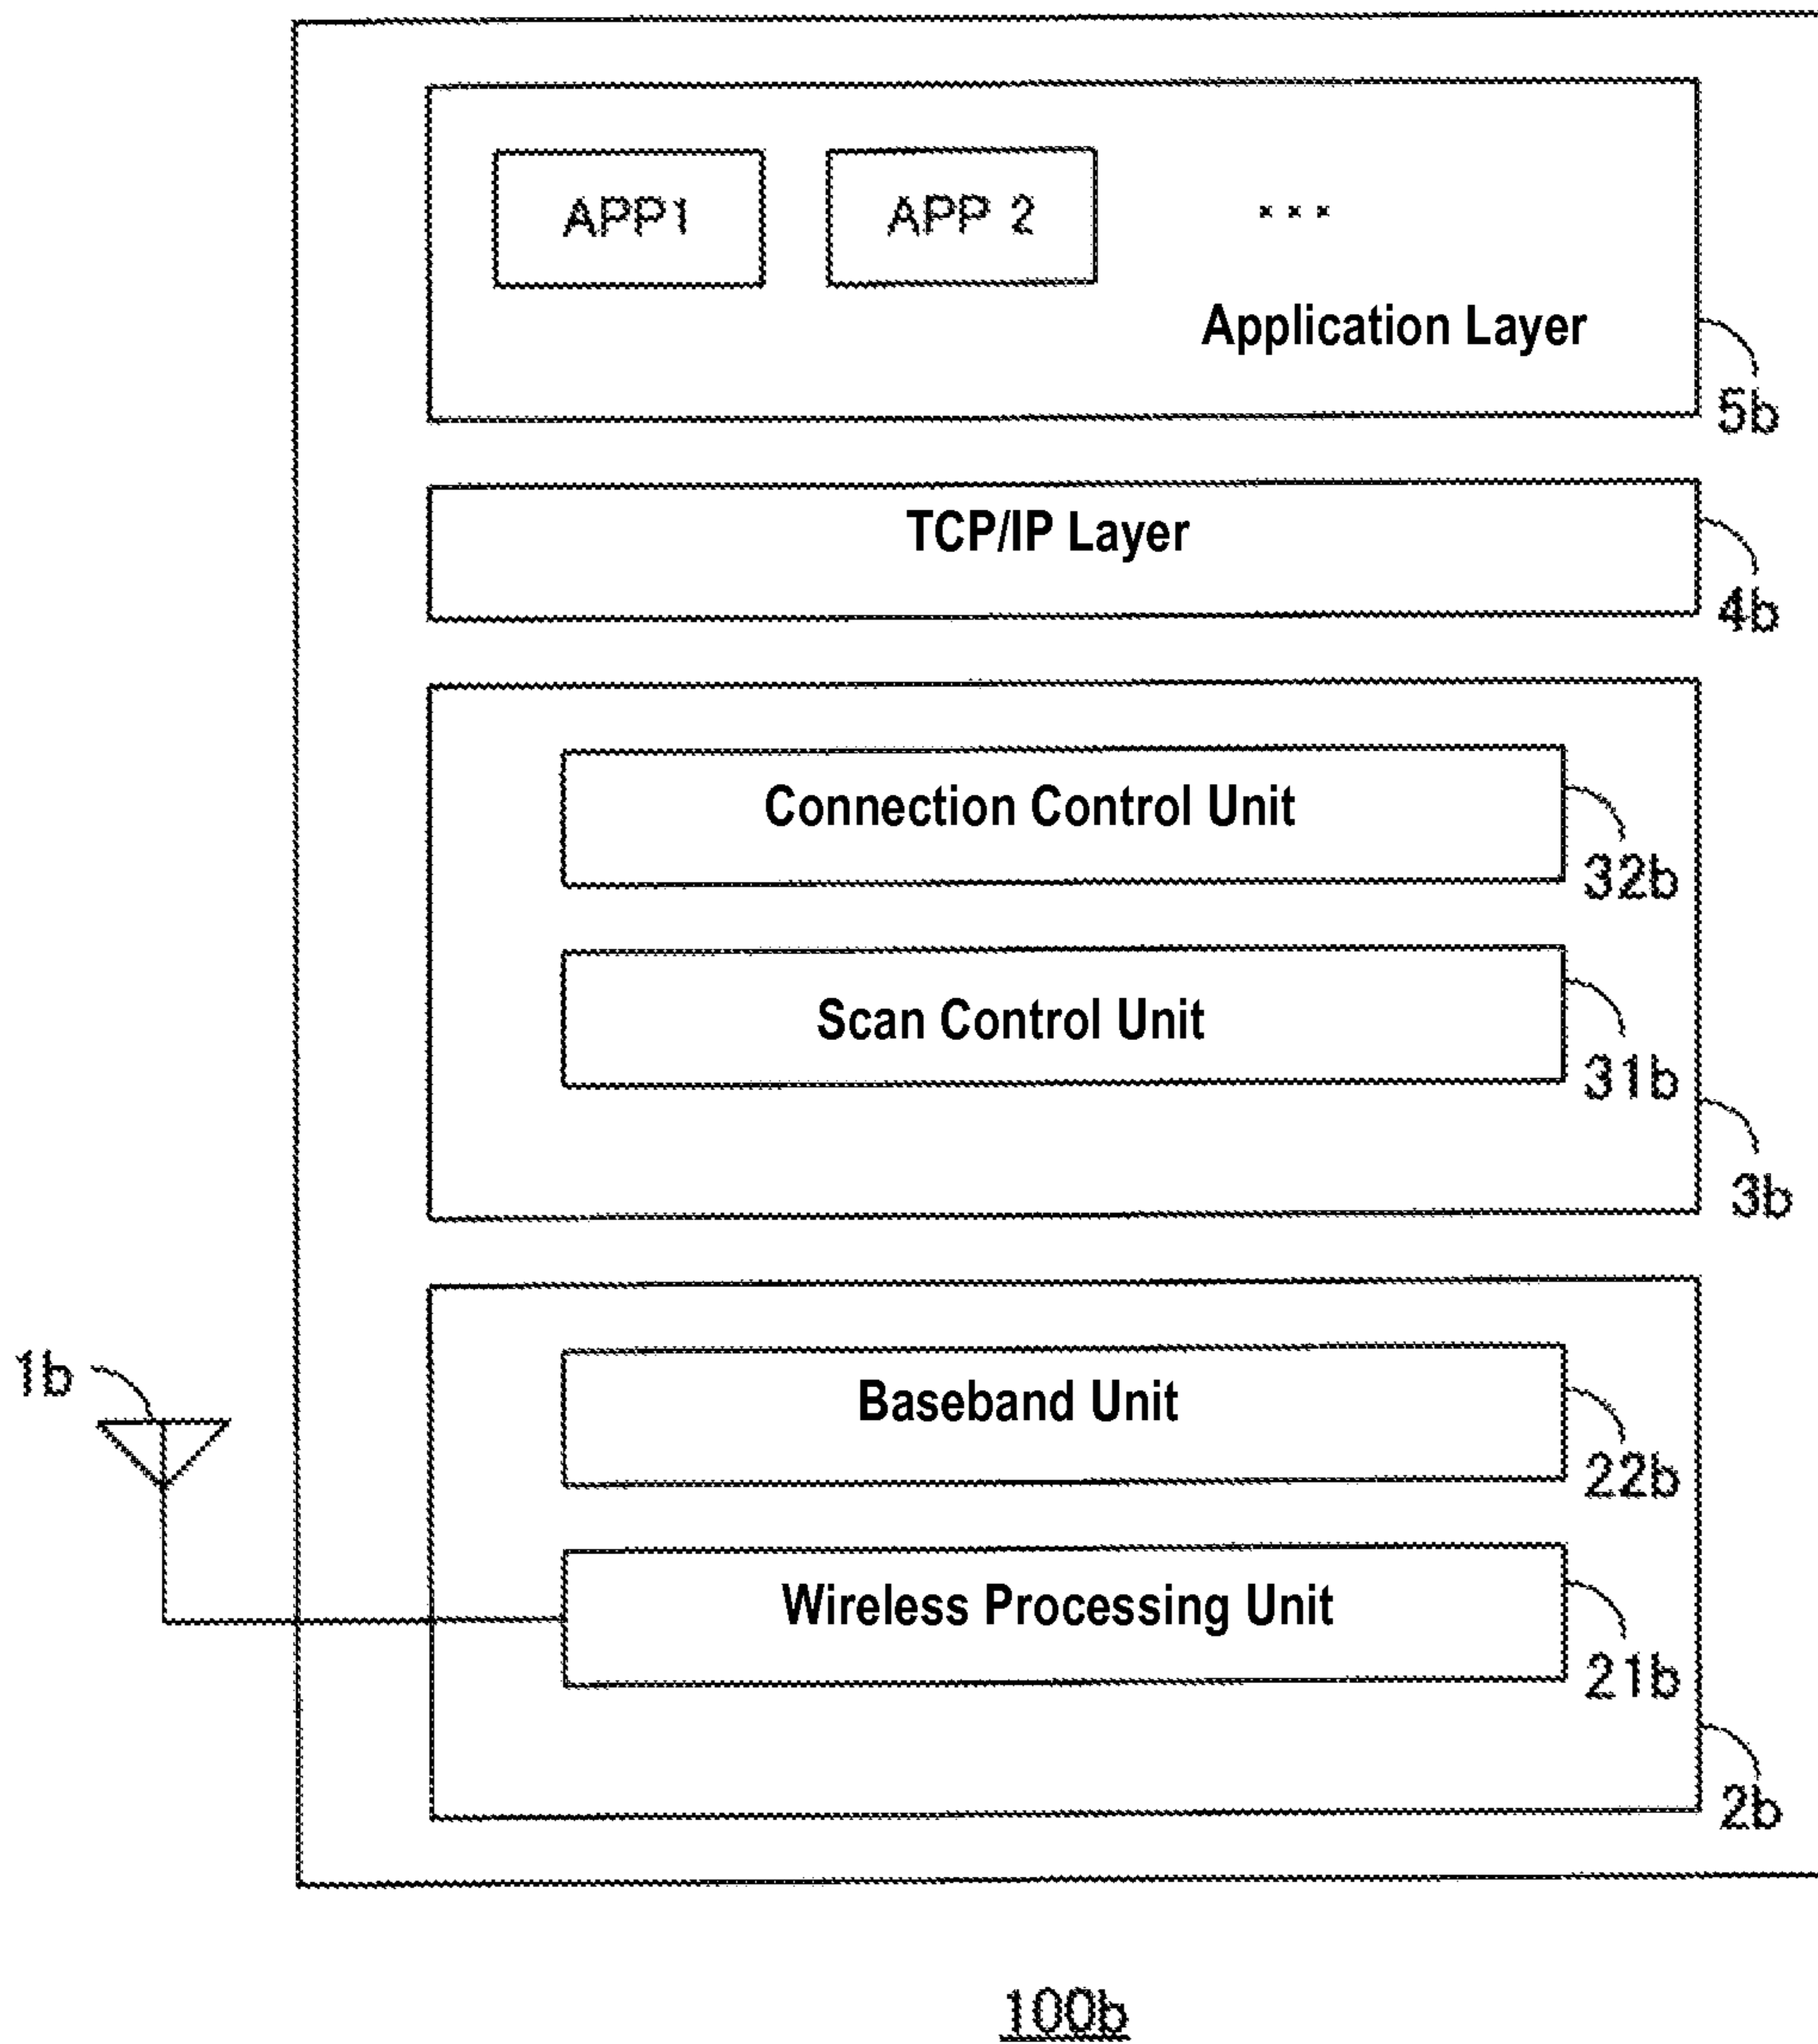 APP1
APP 2
...
Application Layer
5b
TCP/IP Layer
4b
Connection Control Unit
32b
Scan Control Unit
31b
3b
1b
Baseband Unit
22b
Wireless Processing Unit
21b
2b
100b